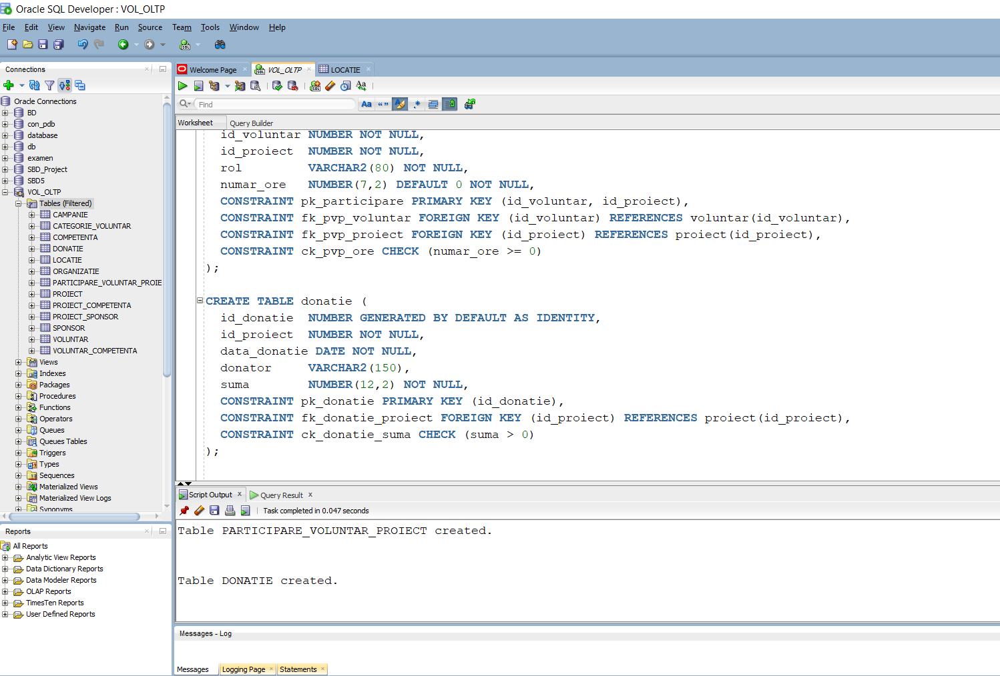 Oracle SQL Developer : VOL_OLTP
File Edit View Navigate Run Source Team Tools Window Help
Connections
Oracle Connections
BD
con_pdb
database
db
examen
SBD_Project
SBD5
VOL_OLTP
Tables (Filtered)
CAMPANIE
CATEGORIE_VOLUNTAR
COMPETENTA
DONATIE
LOCATIE
ORGANIZATIE
PARTICIPARE_VOLUNTAR_PROIE
PROIECT
PROIECT_COMPETENTA
PROIECT_SPONSOR
SPONSOR
VOLUNTAR
VOLUNTAR_COMPETENTA
Views
Indexes
Packages
Procedures
Functions
Operators
Queues
Queues Tables
Triggers
Types
Sequences
Materialized Views
Materialized View Logs
Synonyms
Reports
All Reports
Analytic View Reports
Data Dictionary Reports
Data Modeler Reports
OLAP Reports
TimesTen Reports
User Defined Reports
Welcome Page VOL_OLTP LOCATIE
Find
Worksheet Query Builder
id_voluntar NUMBER NOT NULL,
id_proiect NUMBER NOT NULL,
rol VARCHAR2(80) NOT NULL,
numar_ore NUMBER(7,2) DEFAULT 0 NOT NULL,
CONSTRAINT pk_participare PRIMARY KEY (id_voluntar, id_proiect),
CONSTRAINT fk_pvp_voluntar FOREIGN KEY (id_voluntar) REFERENCES voluntar(id_voluntar),
CONSTRAINT fk_pvp_proiect FOREIGN KEY (id_proiect) REFERENCES proiect(id_proiect),
CONSTRAINT ck_pvp_ore CHECK (numar_ore >= 0)
);
CREATE TABLE donatie (
id_donatie NUMBER GENERATED BY DEFAULT AS IDENTITY,
id_proiect NUMBER NOT NULL,
data_donatie DATE NOT NULL,
donator VARCHAR2(150),
suma NUMBER(12,2) NOT NULL,
CONSTRAINT pk_donatie PRIMARY KEY (id_donatie),
CONSTRAINT fk_donatie_proiect FOREIGN KEY (id_proiect) REFERENCES proiect(id_proiect),
CONSTRAINT ck_donatie_suma CHECK (suma > 0)
);
Script Output Query Result
Task completed in 0.047 seconds
Table PARTICIPARE_VOLUNTAR_PROIECT created.
Table DONATIE created.
Messages - Log
Messages Logging Page Statements